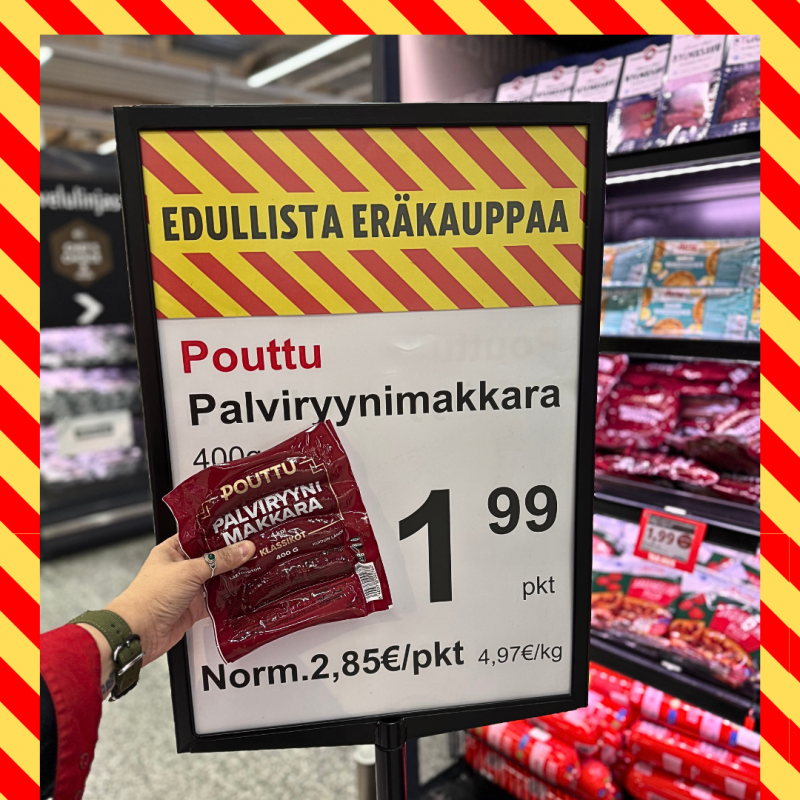 EDULLISTA ERÄKAUPPAA
Pouttu
Palviryynimakkara
400g
1 99
pkt
Norm.2,85€/pkt 4,97€/kg
POUTTU
PALVIRYYNI
MAKKARA
KLASSIKOT
400 G
1,99